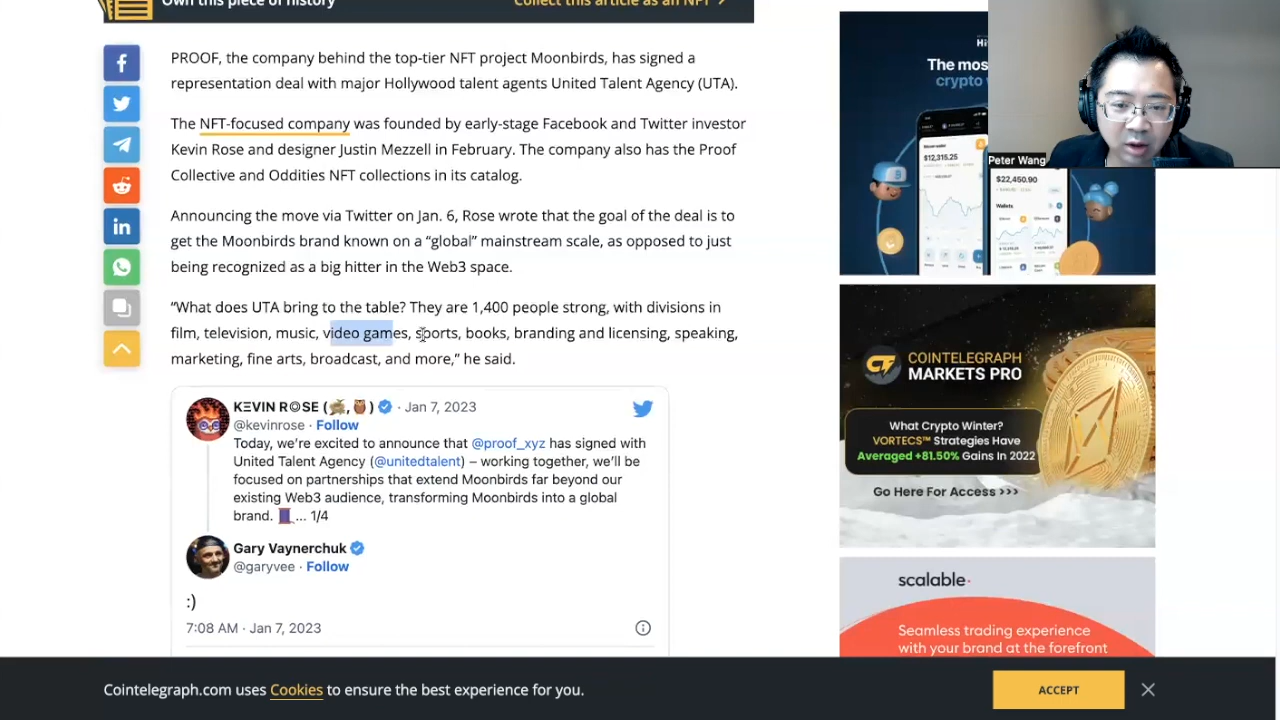 Own this piece of history
Collect this article as an NFT
PROOF, the company behind the top-tier NFT project Moonbirds, has signed a
representation deal with major Hollywood talent agents United Talent Agency (UTA).
The NFT-focused company was founded by early-stage Facebook and Twitter investor
Kevin Rose and designer Justin Mezzell in February. The company also has the Proof
Collective and Oddities NFT collections in its catalog.
Announcing the move via Twitter on Jan. 6, Rose wrote that the goal of the deal is to
get the Moonbirds brand known on a “global” mainstream scale, as opposed to just
being recognized as a big hitter in the Web3 space.
“What does UTA bring to the table? They are 1,400 people strong, with divisions in
film, television, music, video games, sports, books, branding and licensing, speaking,
marketing, fine arts, broadcast, and more,” he said.
KΞVIN R◎SE (🪹,🦉) · Jan 7, 2023
@kevinrose · Follow
Today, we're excited to announce that @proof_xyz has signed with
United Talent Agency (@unitedtalent) – working together, we'll be
focused on partnerships that extend Moonbirds far beyond our
existing Web3 audience, transforming Moonbirds into a global
brand. 🧵... 1/4
Gary Vaynerchuk
@garyvee · Follow
:)
7:08 AM · Jan 7, 2023
The mos
crypto
$12,315.25
Peter Wang
$22,450.90
Wallets
COINTELEGRAPH
MARKETS PRO
What Crypto Winter?
VORTECS™ Strategies Have
Averaged +81.50% Gains In 2022
Go Here For Access >>>
scalable
Seamless trading experience
with your brand at the forefront
Cointelegraph.com uses Cookies to ensure the best experience for you.
ACCEPT